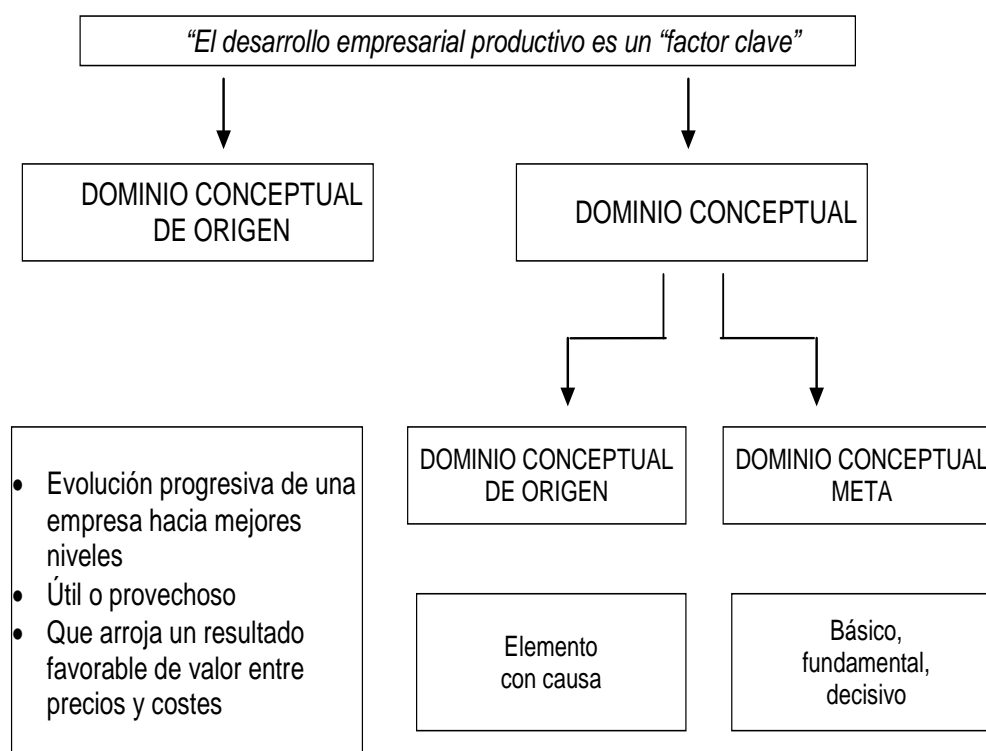 “El desarrollo empresarial productivo es un “factor clave”
DOMINIO CONCEPTUAL
DE ORIGEN
DOMINIO CONCEPTUAL
DOMINIO CONCEPTUAL
DE ORIGEN
DOMINIO CONCEPTUAL
META
• Evolución progresiva de una
empresa hacia mejores
niveles
• Útil o provechoso
• Que arroja un resultado
favorable de valor entre
precios y costes
Elemento
con causa
Básico,
fundamental,
decisivo